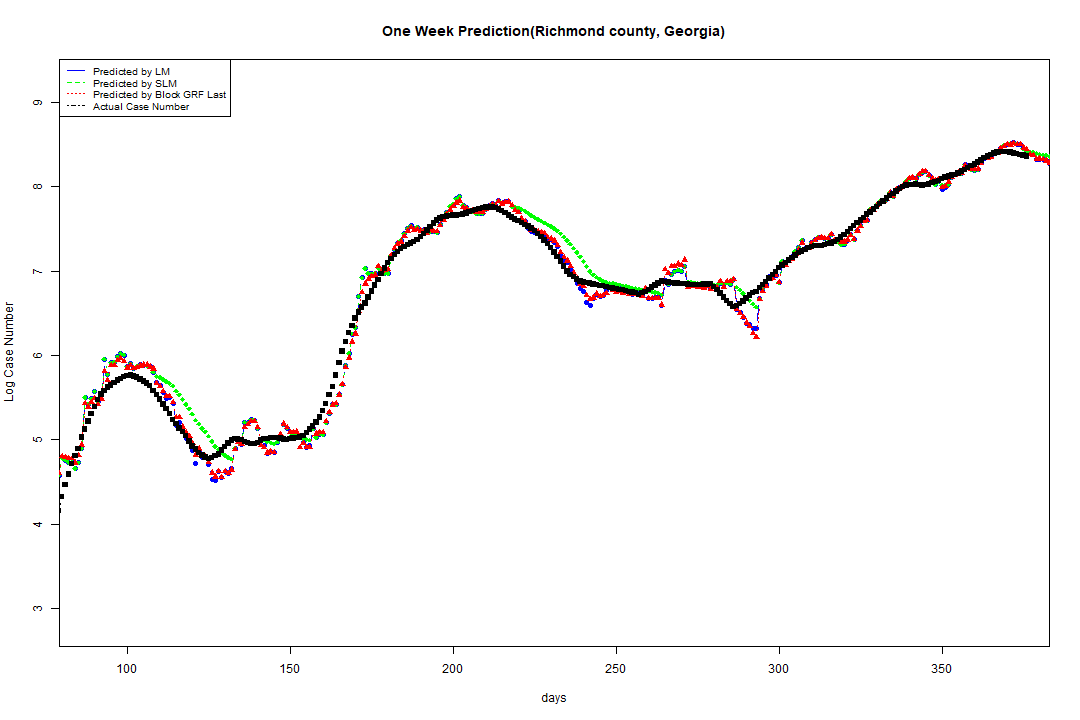 One Week Prediction(Richmond county, Georgia)
Predicted by LM
Predicted by SLM
Predicted by Block GRF Last
Actual Case Number
9
8
7
6
5
4
3
Log Case Number
100 150 200 250 300 350
days